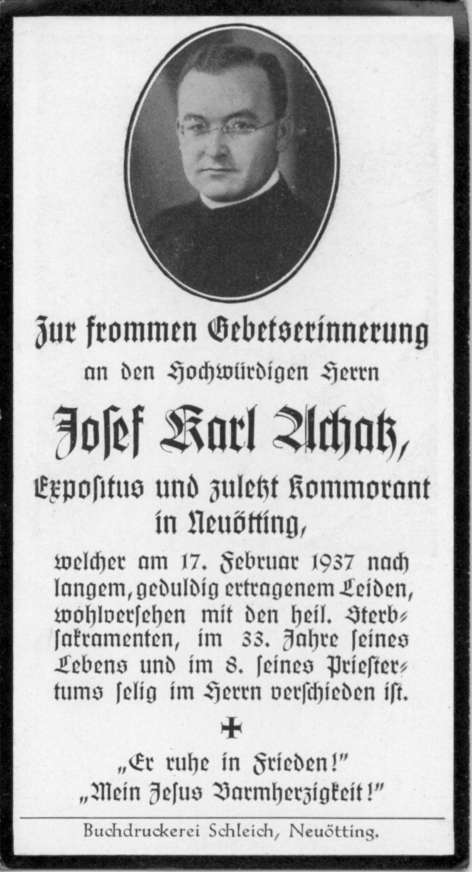 Zur frommen Gebetserinnerung
an den Hochwürdigen Herrn
Josef Karl Achatz,
Expositus und zuletzt Kommorant
in Neuötting,
welcher am 17. Februar 1937 nach
langem, geduldig ertragenem Leiden,
wohlversehen mit den heil. Sterb⸗
sakramenten, im 33. Jahre seines
Lebens und im 8. seines Priester⸗
tums selig im Herrn verschieden ist.
✠
„Er ruhe in Frieden!"
„Mein Jesus Barmherzigkeit!"
Buchdruckerei Schleich, Neuötting.